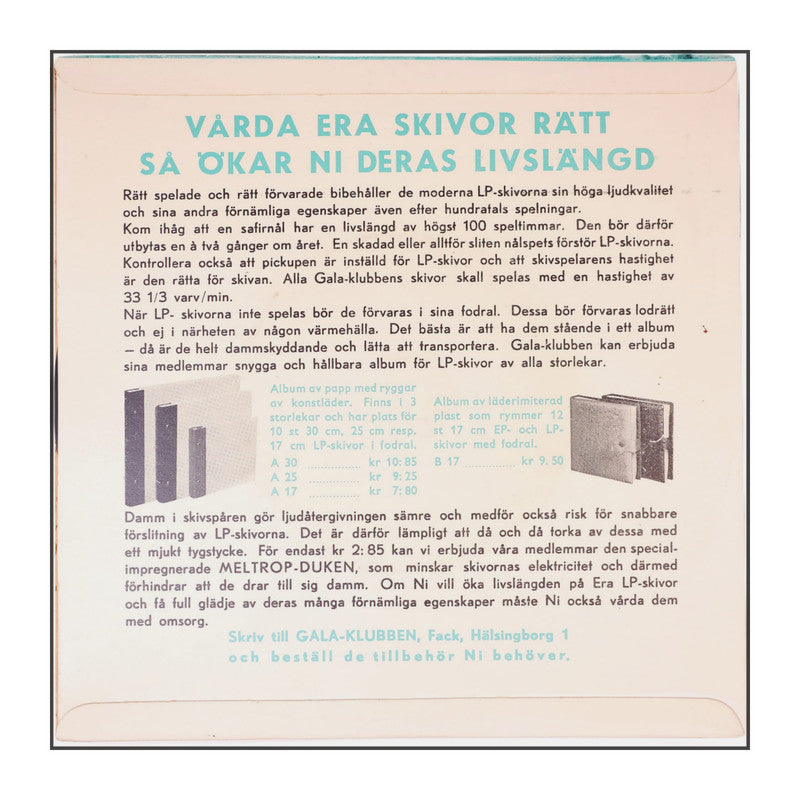 VÅRDA ERA SKIVOR RÄTT
SÅ ÖKAR NI DERAS LIVSLÄNGD
Rätt spelade och rätt förvarade bibehåller de moderna LP-skivorna sin höga ljudkvalitet
och sina andra förnämliga egenskaper även efter hundratals spelningar.
Kom ihåg att en safirnål har en livslängd av högst 100 speltimmar. Den bör därför
utbytas en à två gånger om året. En skadad eller alltför sliten nålspets förstör LP-skivorna.
Kontrollera också att pickupen är inställd för LP-skivor och att skivspelarens hastighet
är den rätta för skivan. Alla Gala-klubbens skivor skall spelas med en hastighet av
33 1/3 varv/min.
När LP- skivorna inte spelas bör de förvaras i sina fodral. Dessa bör förvaras lodrätt
och ej i närheten av någon värmehälla. Det bästa är att ha dem stående i ett album
— då är de helt dammskyddande och lätta att transportera. Gala-klubben kan erbjuda
sina medlemmar snygga och hållbara album för LP-skivor av alla storlekar.
Album av papp med ryggar
av konstläder. Finns i 3
storlekar och har plats för
10 st 30 cm, 25 cm resp.
17 cm LP-skivor i fodral.
A 30 .............. kr 10: 85
A 25 .............. kr 9: 25
A 17 .............. kr 7: 80
Album av läderimiterad
plast som rymmer 12
st 17 cm EP- och LP-
skivor med fodral.
B 17 .............. kr 9. 50
Damm i skivspåren gör ljudåtergivningen sämre och medför också risk för snabbare
förslitning av LP-skivorna. Det är därför lämpligt att då och då torka av dessa med
ett mjukt tygstycke. För endast kr 2: 85 kan vi erbjuda våra medlemmar den special-
impregnerade MELTROP-DUKEN, som minskar skivornas elektricitet och därmed
förhindrar att de drar till sig damm. Om Ni vill öka livslängden på Era LP-skivor
och få full glädje av deras många förnämliga egenskaper måste Ni också vårda dem
med omsorg.
Skriv till GALA-KLUBBEN, Fack, Hälsingborg 1
och beställ de tillbehör Ni behöver.